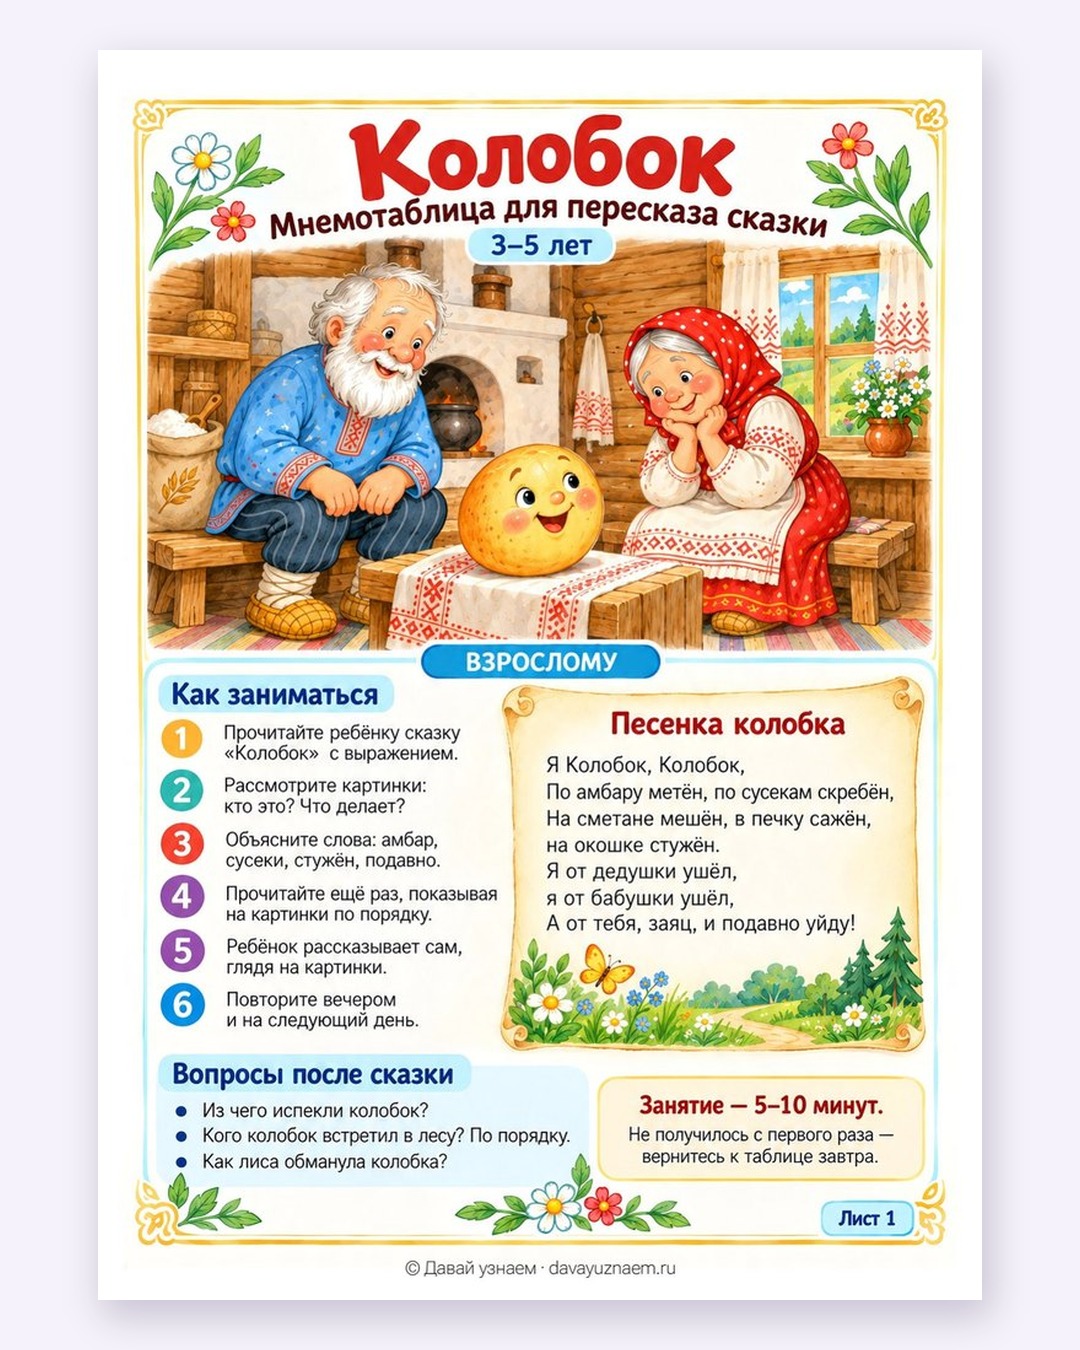 Колобок
Мнемотаблица для пересказа сказки
3–5 лет
ВЗРОСЛОМУ
Как заниматься
1 Прочитайте ребёнку сказку
«Колобок» с выражением.
2 Рассмотрите картинки:
кто это? Что делает?
3 Объясните слова: амбар,
сусеки, стужён, подавно.
4 Прочитайте ещё раз, показывая
на картинки по порядку.
5 Ребёнок рассказывает сам,
глядя на картинки.
6 Повторите вечером
и на следующий день.
Песенка колобка
Я Колобок, Колобок,
По амбару метён, по сусекам скребён,
На сметане мешён, в печку сажён,
на окошке стужён.
Я от дедушки ушёл,
я от бабушки ушёл,
А от тебя, заяц, и подавно уйду!
Вопросы после сказки
• Из чего испекли колобок?
• Кого колобок встретил в лесу? По порядку.
• Как лиса обманула колобка?
Занятие — 5–10 минут.
Не получилось с первого раза —
вернитесь к таблице завтра.
Лист 1
© Давай узнаем · davayuznaem.ru